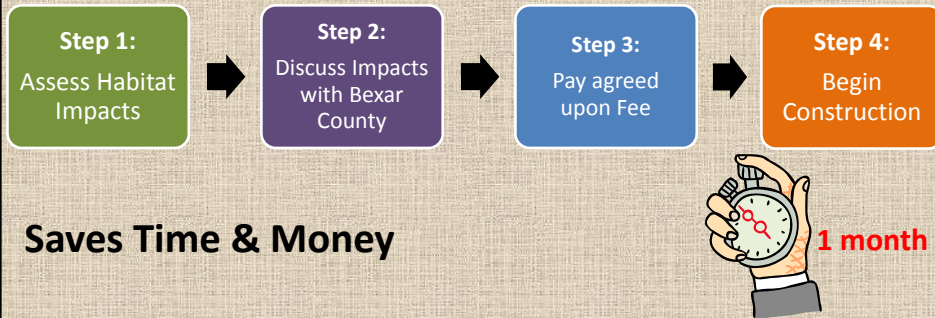 Step 1:
Assess Habitat
Impacts
Step 2:
Discuss Impacts
with Bexar
County
Step 3:
Pay agreed
upon Fee
Step 4:
Begin
Construction
Saves Time & Money
1 month